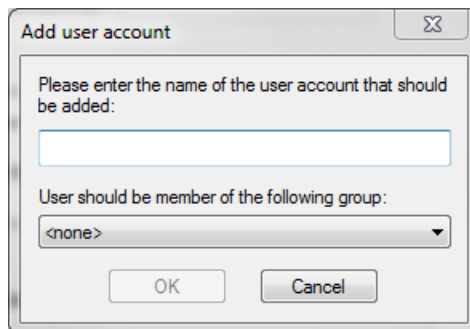 Add user account
Please enter the name of the user account that should
be added:
User should be member of the following group:
<none>
OK
Cancel